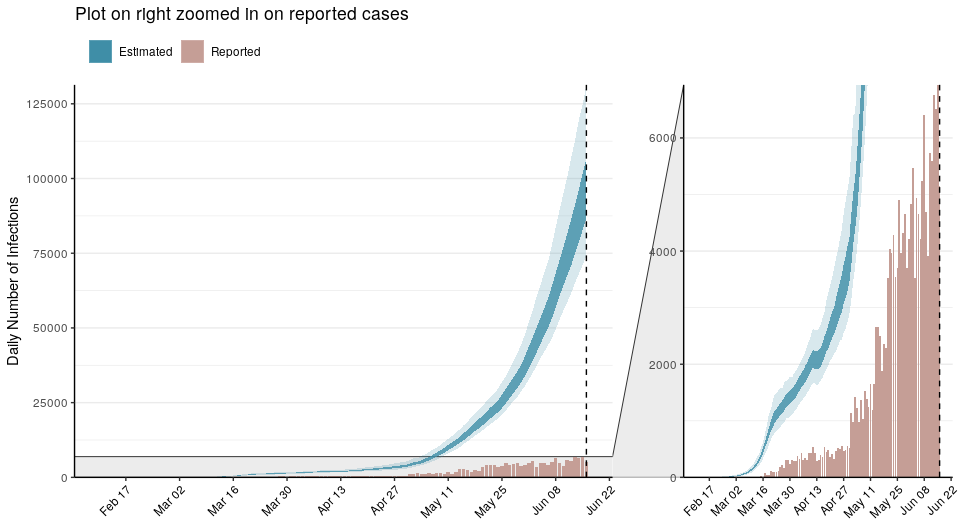 Plot on right zoomed in on reported cases
Estimated Reported
Daily Number of Infections
125000
100000
75000
50000
25000
0
Feb 17 Mar 02 Mar 16 Mar 30 Apr 13 Apr 27 May 11 May 25 Jun 08 Jun 22
6000
4000
2000
0
Feb 17 Mar 02 Mar 16 Mar 30 Apr 13 Apr 27 May 11 May 25 Jun 08 Jun 22